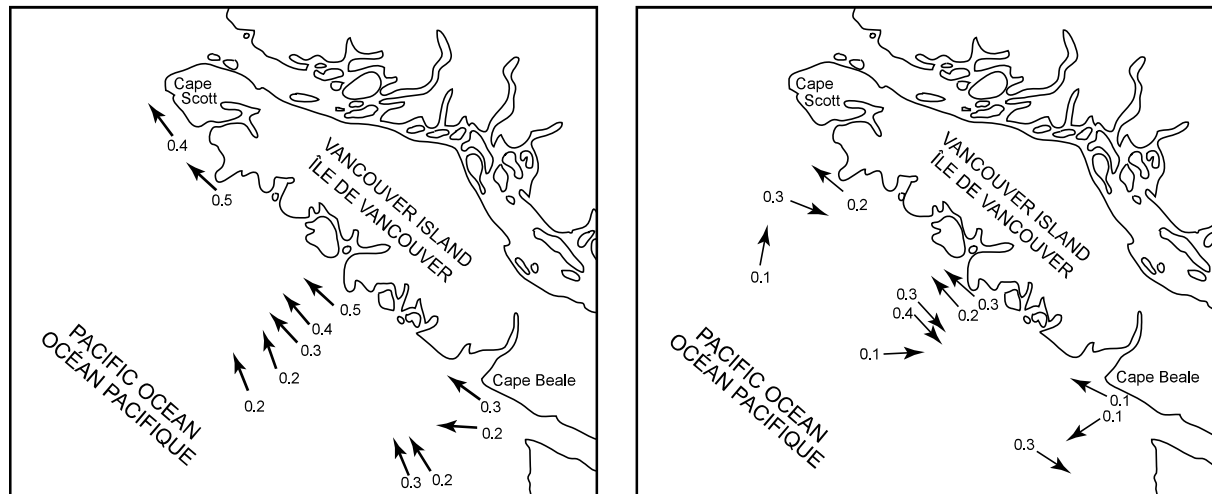 Cape
Scott
0.4
0.5
VANCOUVER ISLAND
ÎLE DE VANCOUVER
0.5
0.4
0.3
0.2
0.2
PACIFIC OCEAN
OCÉAN PACIFIQUE
Cape Beale
0.3
0.2
0.3
0.2
Cape
Scott
0.3
0.2
0.1
VANCOUVER ISLAND
ÎLE DE VANCOUVER
0.3
0.3
0.4
0.2
0.1
PACIFIC OCEAN
OCÉAN PACIFIQUE
Cape Beale
0.1
0.1
0.3